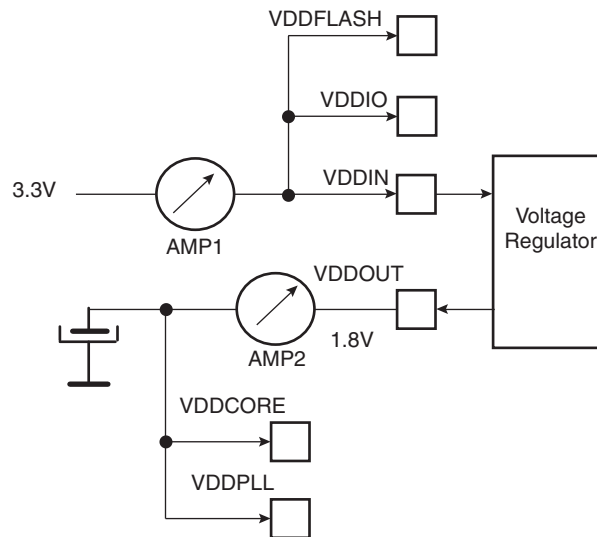 VDDFLASH
VDDIO
VDDIN
3.3V
AMP1
Voltage
Regulator
VDDOUT
1.8V
AMP2
VDDCORE
VDDPLL